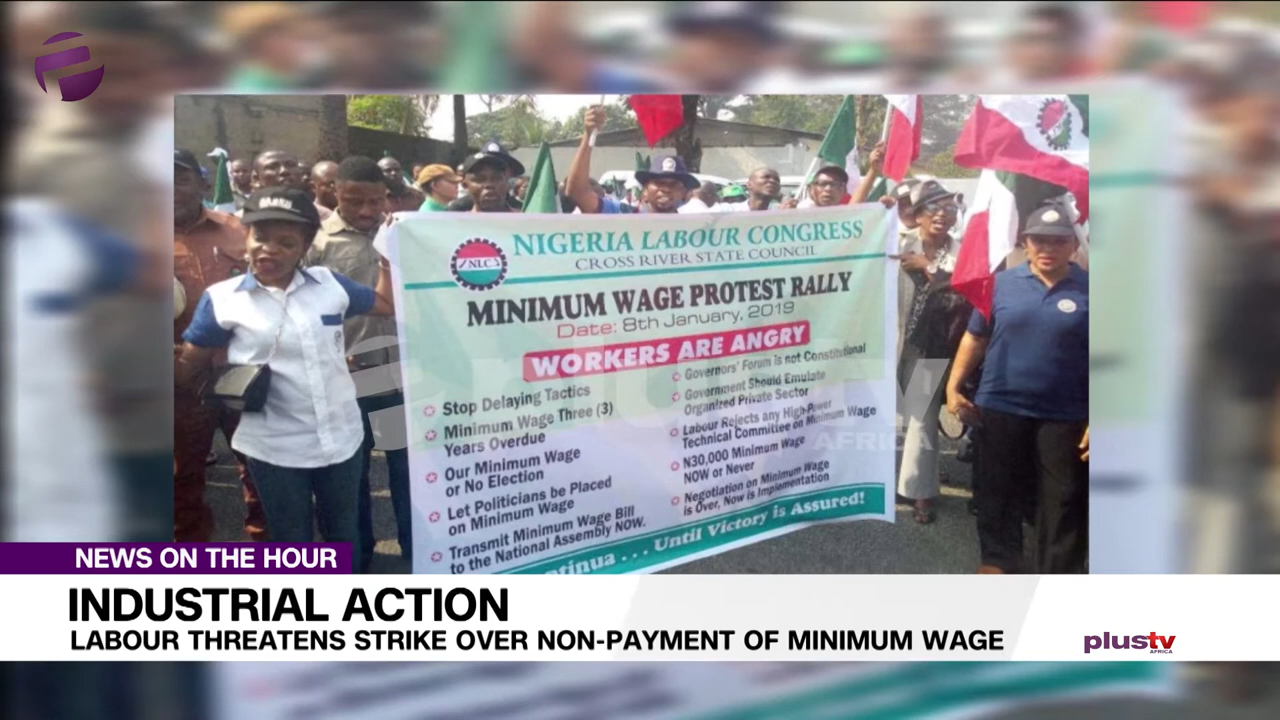 NIGERIA LABOUR CONGRESS
CROSS RIVER STATE COUNCIL
NLC
MINIMUM WAGE PROTEST RALLY
Date: 8th January, 2019
WORKERS ARE ANGRY
Stop Delaying Tactics
Minimum Wage Three (3)
Years Overdue
Our Minimum Wage
or No Election
Let Politicians be Placed
on Minimum Wage
Transmit Minimum Wage Bill
to the National Assembly NOW.
Governors' Forum is not Constitutional
Government Should Emulate
Organized Private Sector
Labour Rejects any High-Power
Technical Committee on Minimum Wage
N30,000 Minimum Wage
NOW or Never
Negotiation on Minimum Wage
is Over, Now is Implementation
... Until Victory is Assured!
plustv
AFRICA
NEWS ON THE HOUR
INDUSTRIAL ACTION
LABOUR THREATENS STRIKE OVER NON-PAYMENT OF MINIMUM WAGE
plustv
AFRICA